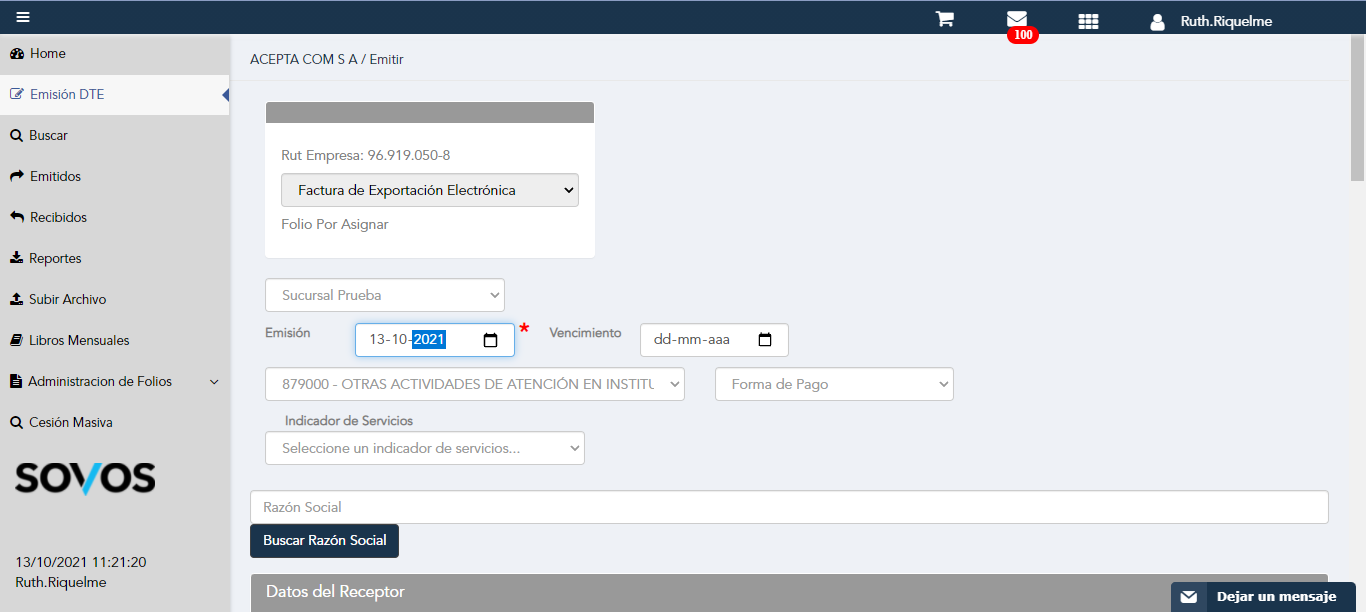 Ruth.Riquelme
100
Home
Emisión DTE
Buscar
Emitidos
Recibidos
Reportes
Subir Archivo
Libros Mensuales
Administracion de Folios
Cesión Masiva
SOVOS
13/10/2021 11:21:20
Ruth.Riquelme
ACEPTA COM S A / Emitir
Rut Empresa: 96.919.050-8
Factura de Exportación Electrónica
Folio Por Asignar
Sucursal Prueba
Emisión 13-10-2021 * Vencimiento dd-mm-aaa
879000 - OTRAS ACTIVIDADES DE ATENCIÓN EN INSTITU Forma de Pago
Indicador de Servicios
Seleccione un indicador de servicios...
Razón Social
Buscar Razón Social
Datos del Receptor
Dejar un mensaje